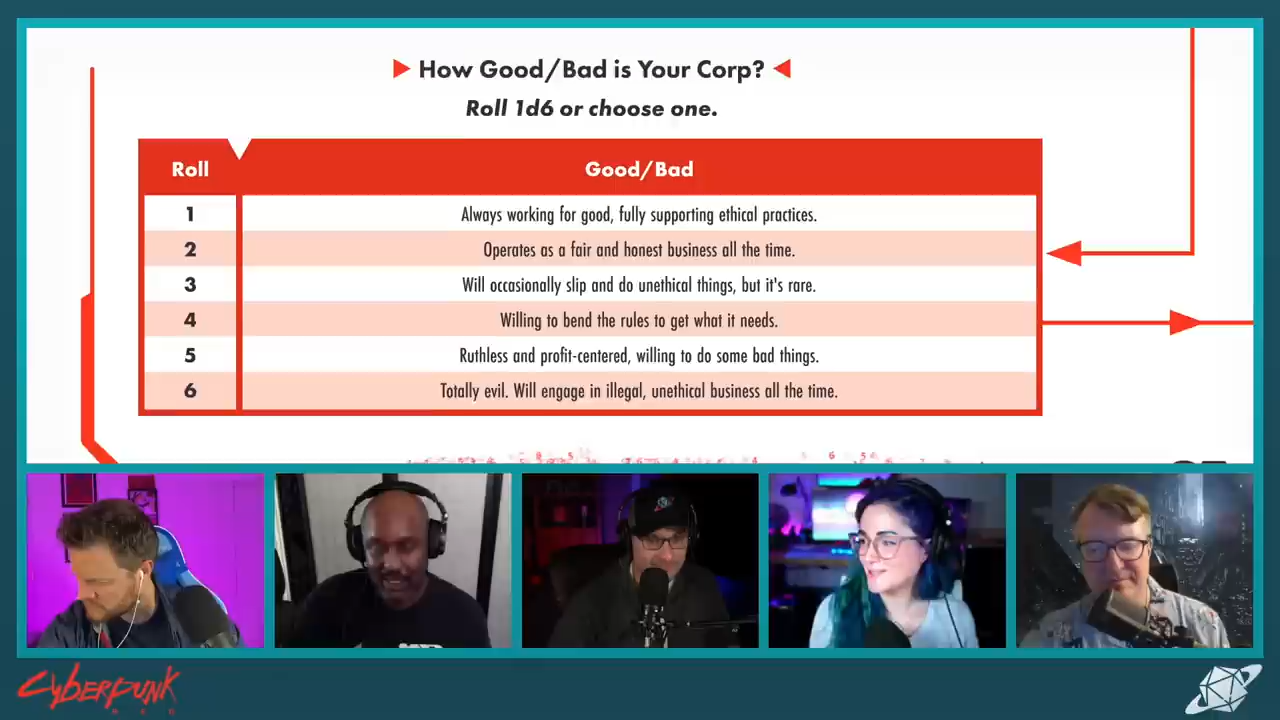 How Good/Bad is Your Corp?
Roll 1d6 or choose one.
Roll Good/Bad
1 Always working for good, fully supporting ethical practices.
2 Operates as a fair and honest business all the time.
3 Will occasionally slip and do unethical things, but it's rare.
4 Willing to bend the rules to get what it needs.
5 Ruthless and profit-centered, willing to do some bad things.
6 Totally evil. Will engage in illegal, unethical business all the time.
Cyberpunk
RED